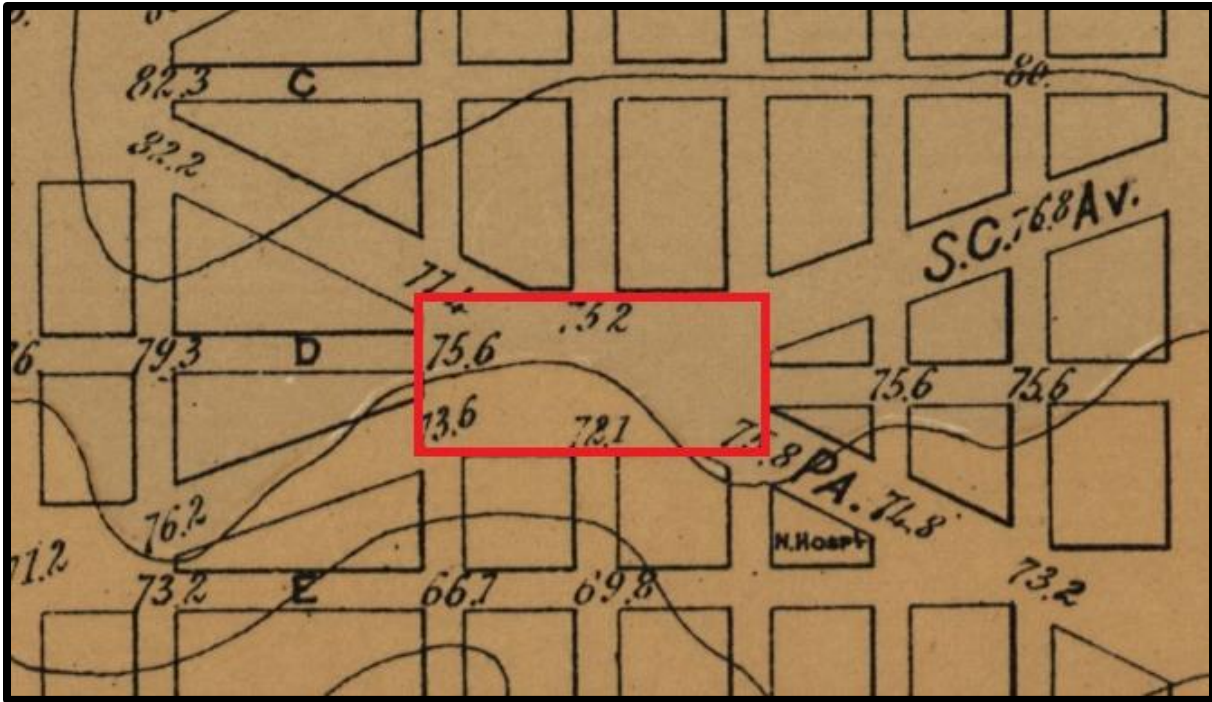 82.3 C 80.
82.2
S.C. 76.8 Av.
77.4
75.2
79.3 D 75.6 75.6 75.6
73.6 72.1 75.8 PA. 74.8
76.2
N. HOSPT.
71.2 73.2 E 66.7 69.8 73.2